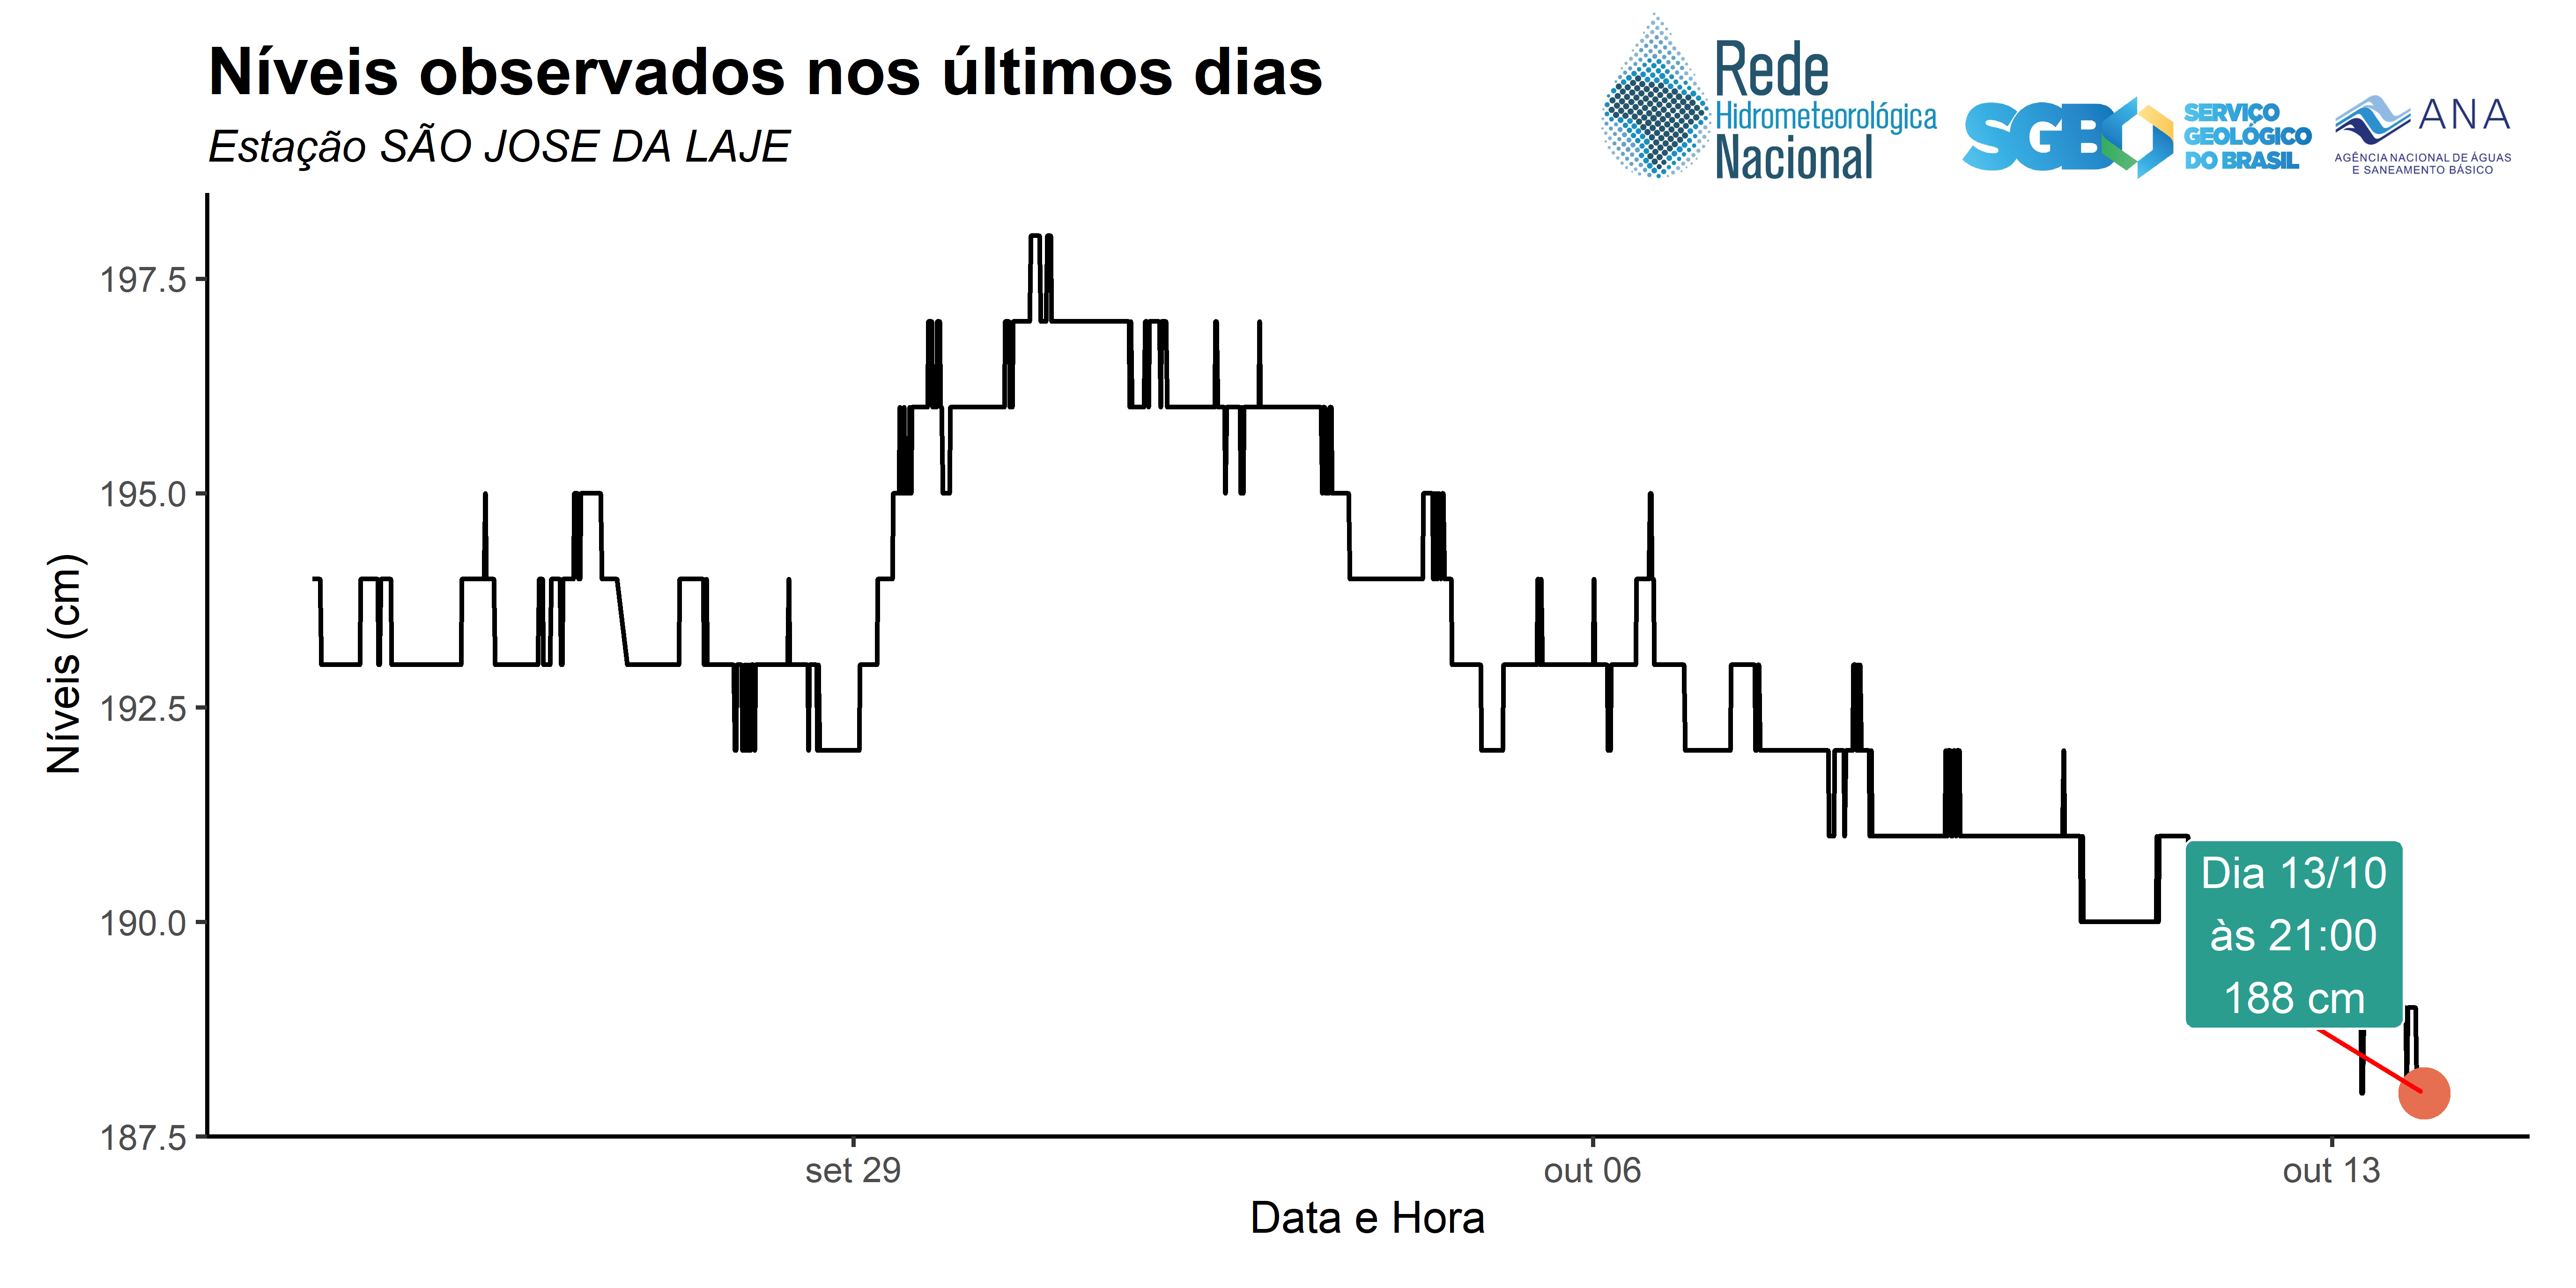 Níveis observados nos últimos dias
Estação SÃO JOSE DA LAJE
Rede
Hidrometeorológica
Nacional
SGB
SERVIÇO
GEOLÓGICO
DO BRASIL
ANA
AGÊNCIA NACIONAL DE ÁGUAS
E SANEAMENTO BÁSICO
Níveis (cm)
197.5
195.0
192.5
190.0
187.5
Dia 13/10
às 21:00
188 cm
set 29
out 06
out 13
Data e Hora